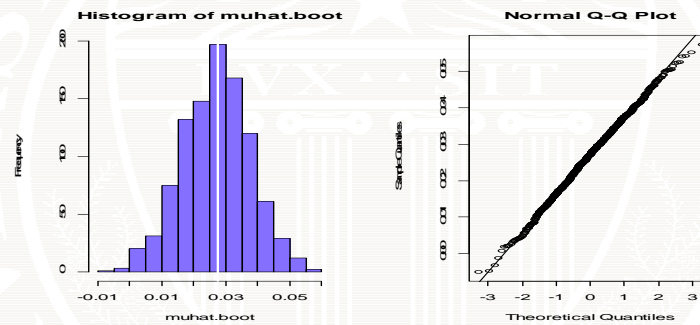 Histogram of muhat.boot
Frequency
200
150
100
50
0
-0.01
0.01
0.03
0.05
muhat.boot
Normal Q-Q Plot
Sample Quantiles
0.05
0.04
0.03
0.02
0.01
0.00
-3
-2
-1
0
1
2
3
Theoretical Quantiles
VX
SIT